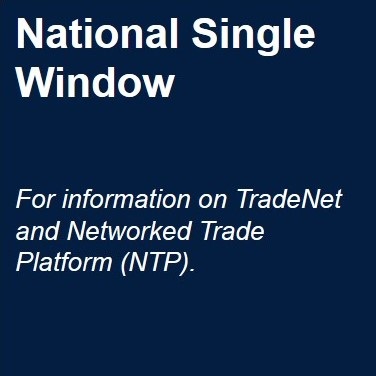 National Single
Window
For information on TradeNet
and Networked Trade
Platform (NTP).